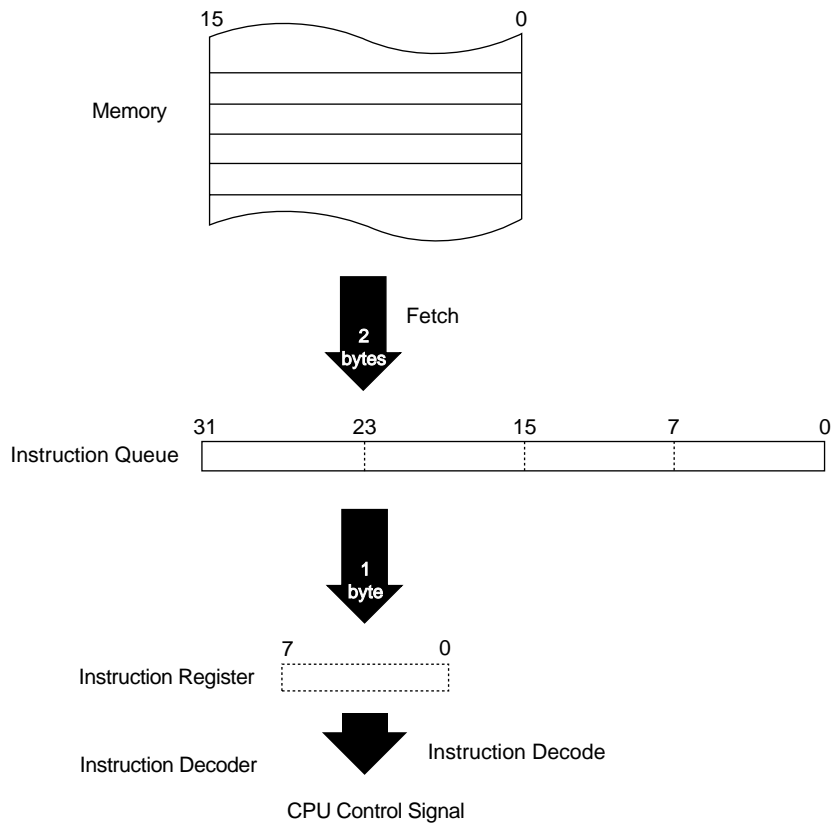 15 0
Memory
Fetch
2
bytes
31 23 15 7 0
Instruction Queue
1
byte
7 0
Instruction Register
Instruction Decode
Instruction Decoder
CPU Control Signal